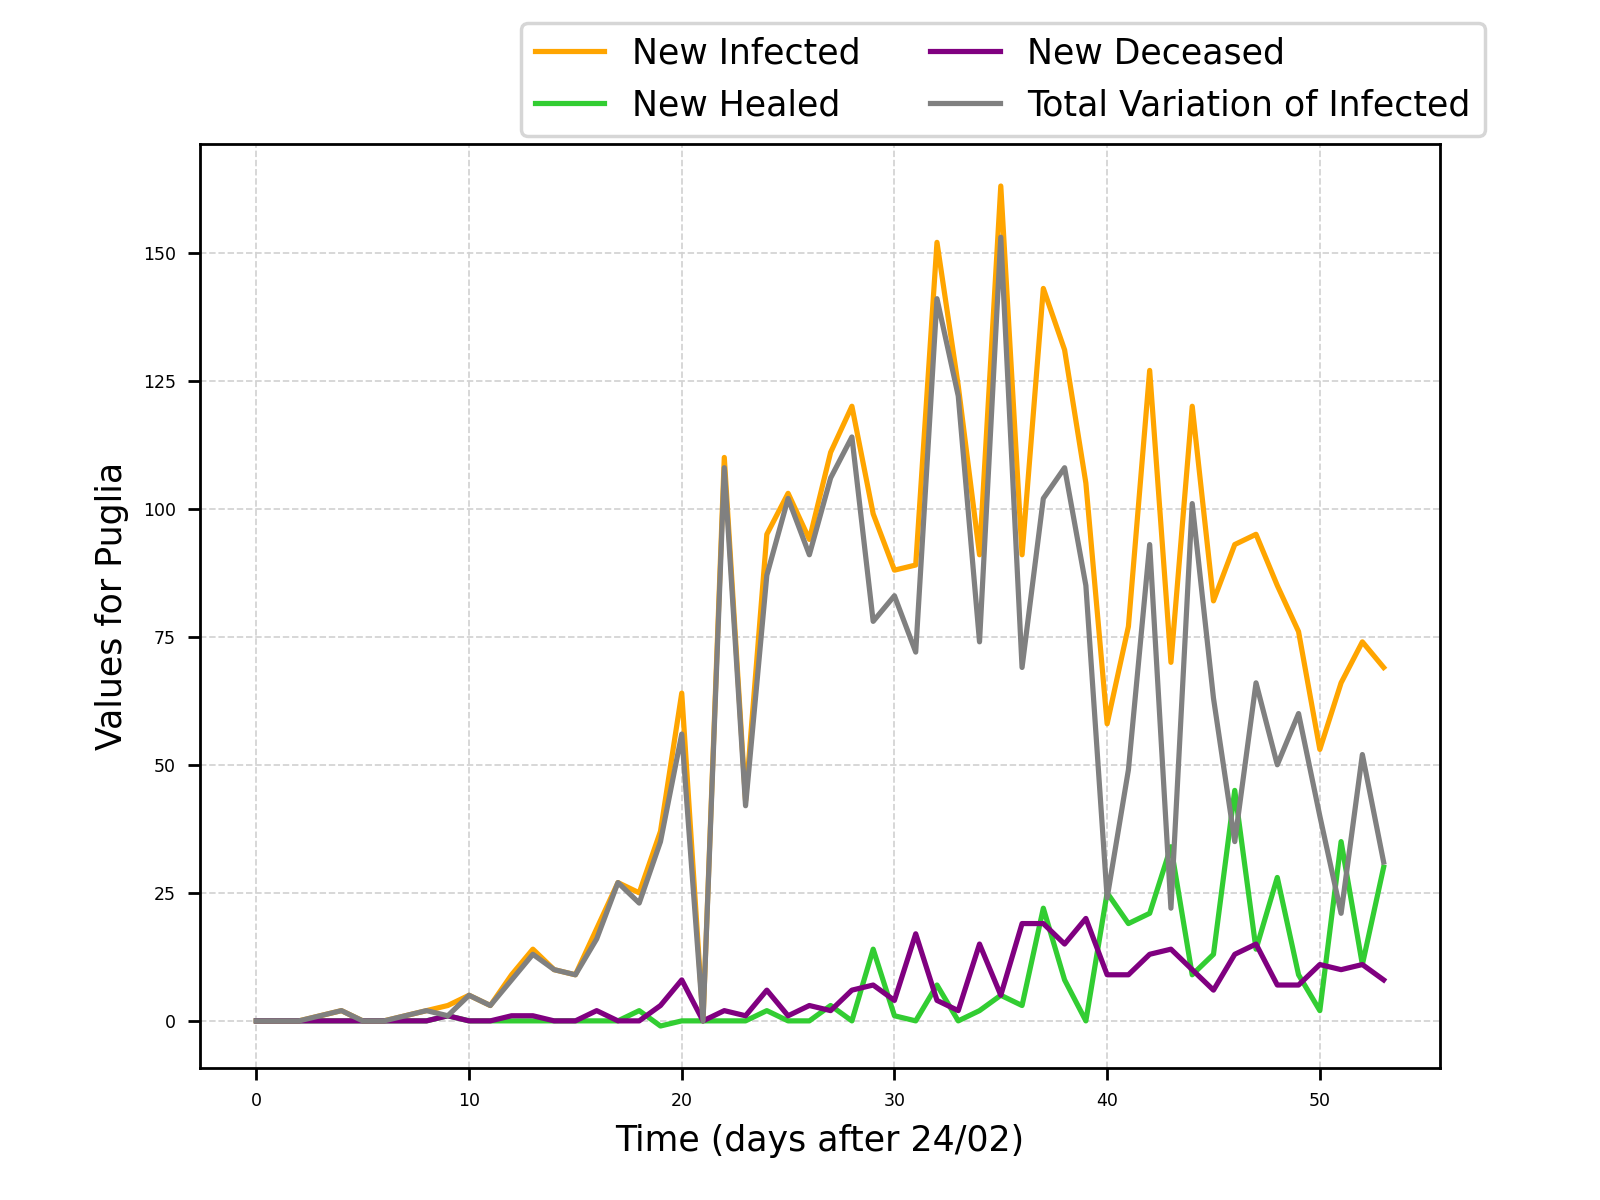 New Infected
New Healed
New Deceased
Total Variation of Infected
150
125
100
75
50
25
0
Values for Puglia
0 10 20 30 40 50
Time (days after 24/02)